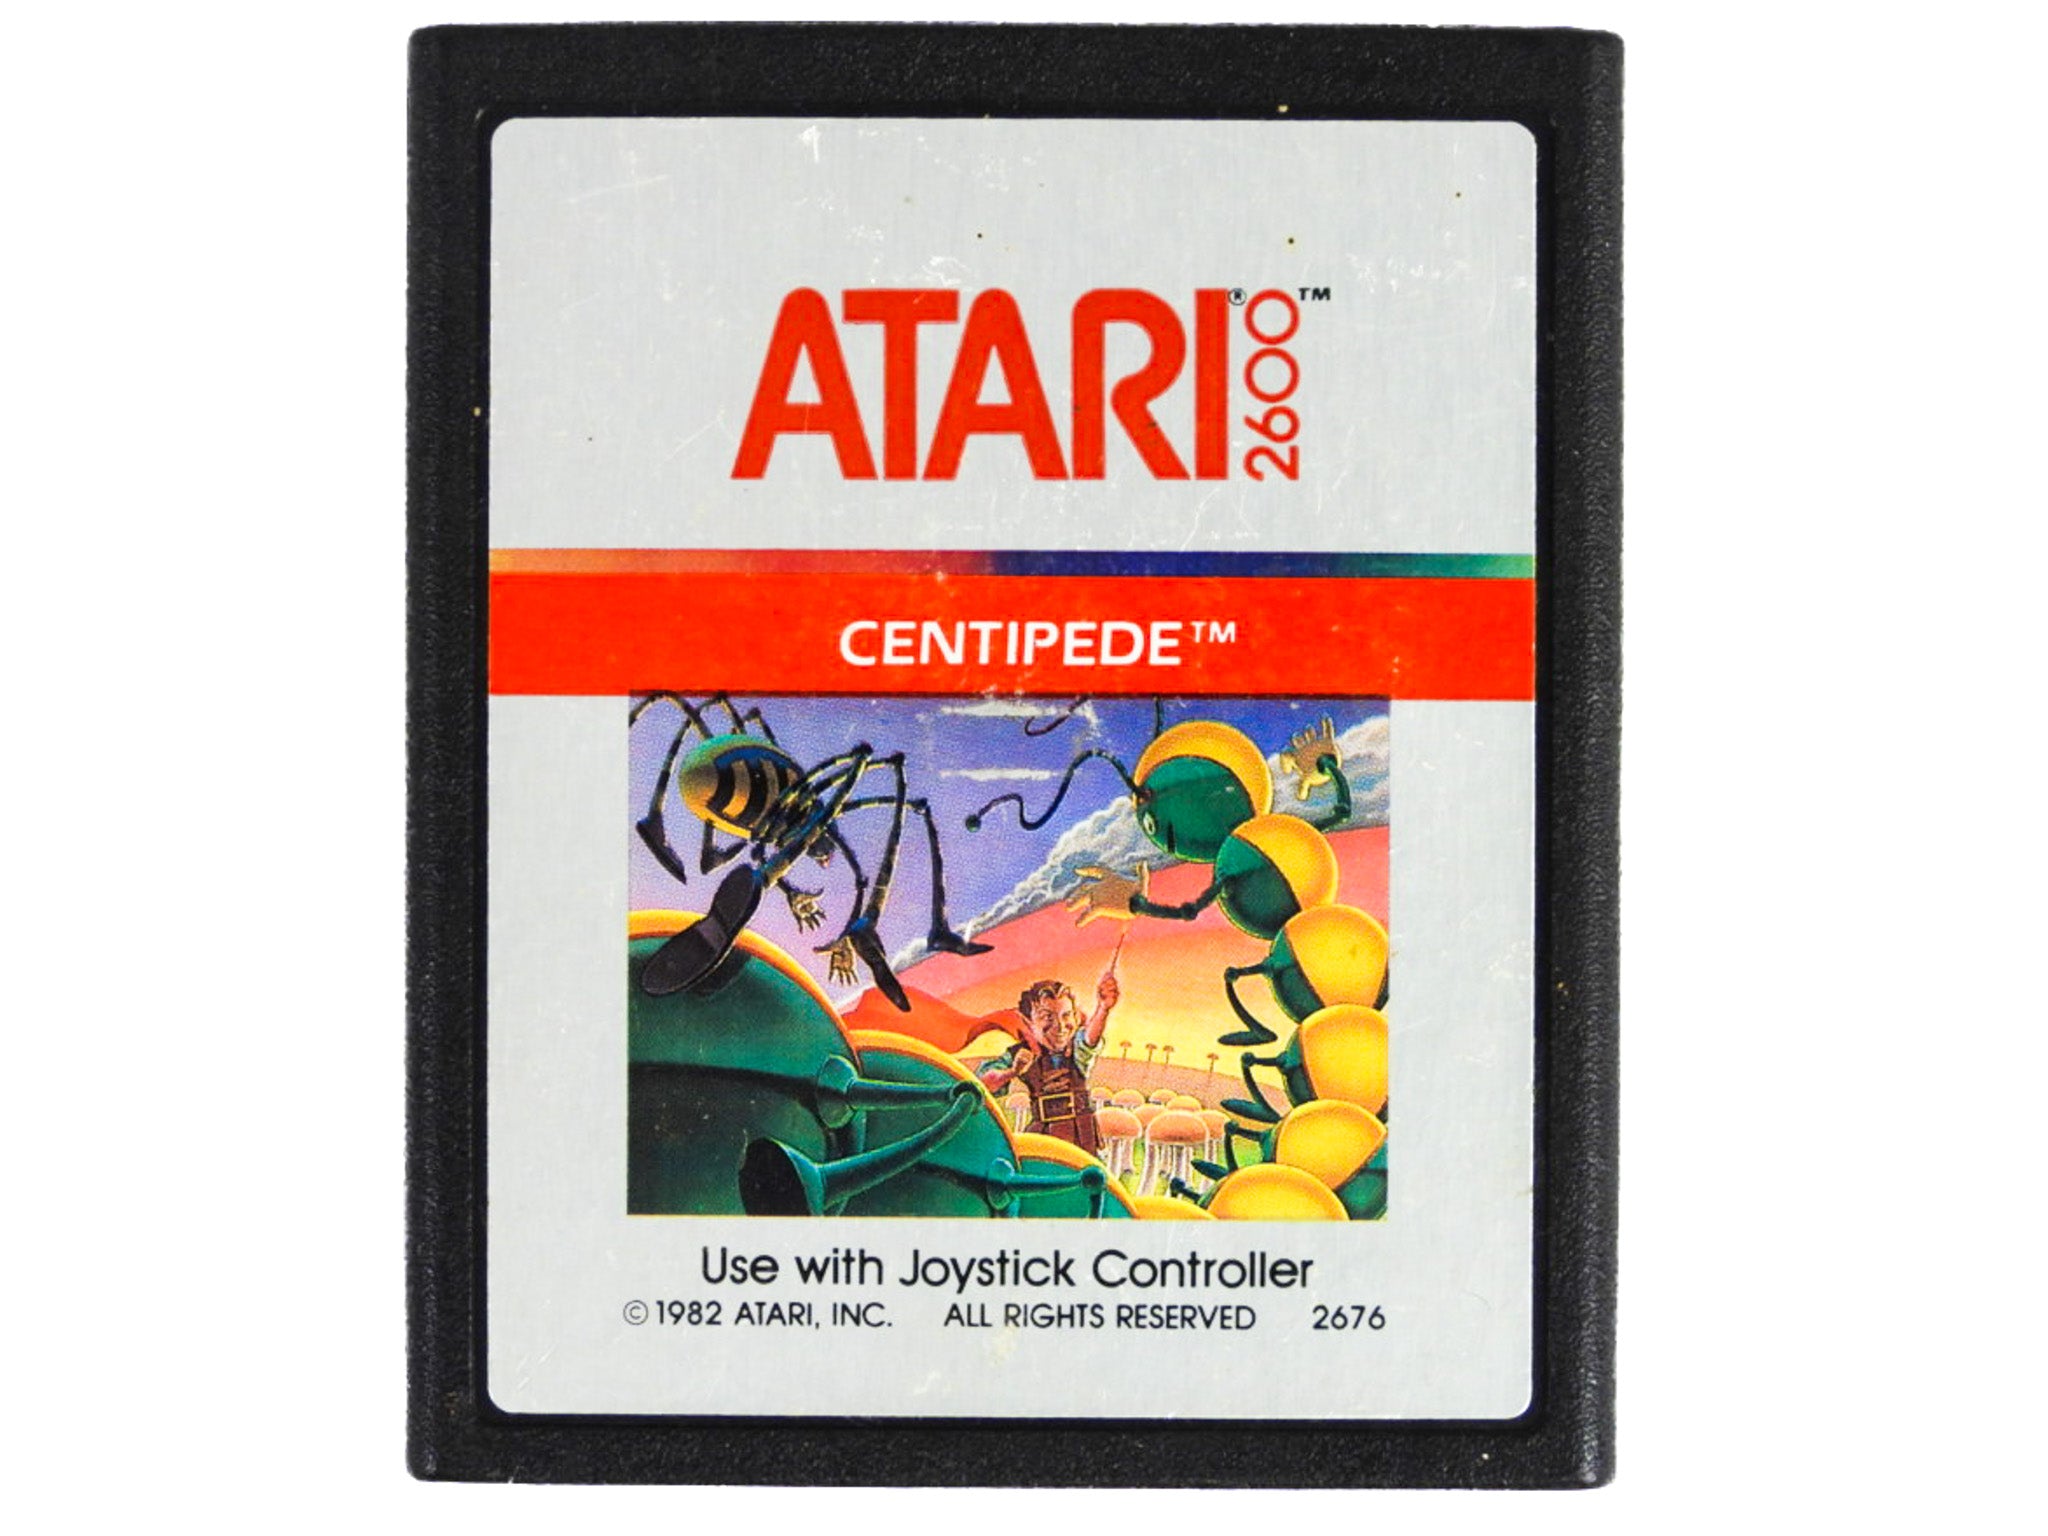 ATARI® 2600™
CENTIPEDE™
Use with Joystick Controller
©1982 ATARI, INC. ALL RIGHTS RESERVED 2676